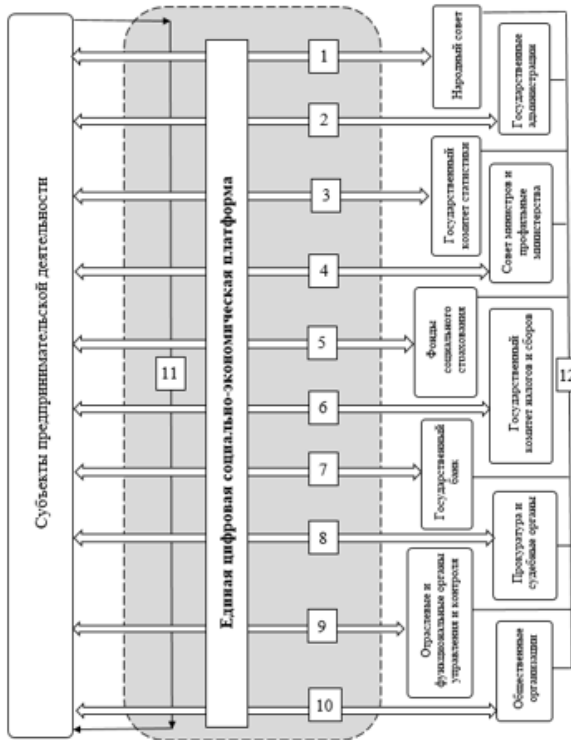 Субъекты предпринимательской деятельности
11
Единая цифровая социально-экономическая платформа
1
2
3
4
5
6
7
8
9
10
Народный совет
Государственные
администрации
Государственный
комитет статистики
Совет министров и
профильные
министерства
Фонды
социального
страхования
Государственный
комитет налогов и сборов
Государственный
банк
Прокуратура и
судебные органы
Отраслевые и
функциональные органы
управления и контроля
Общественные
организации
12